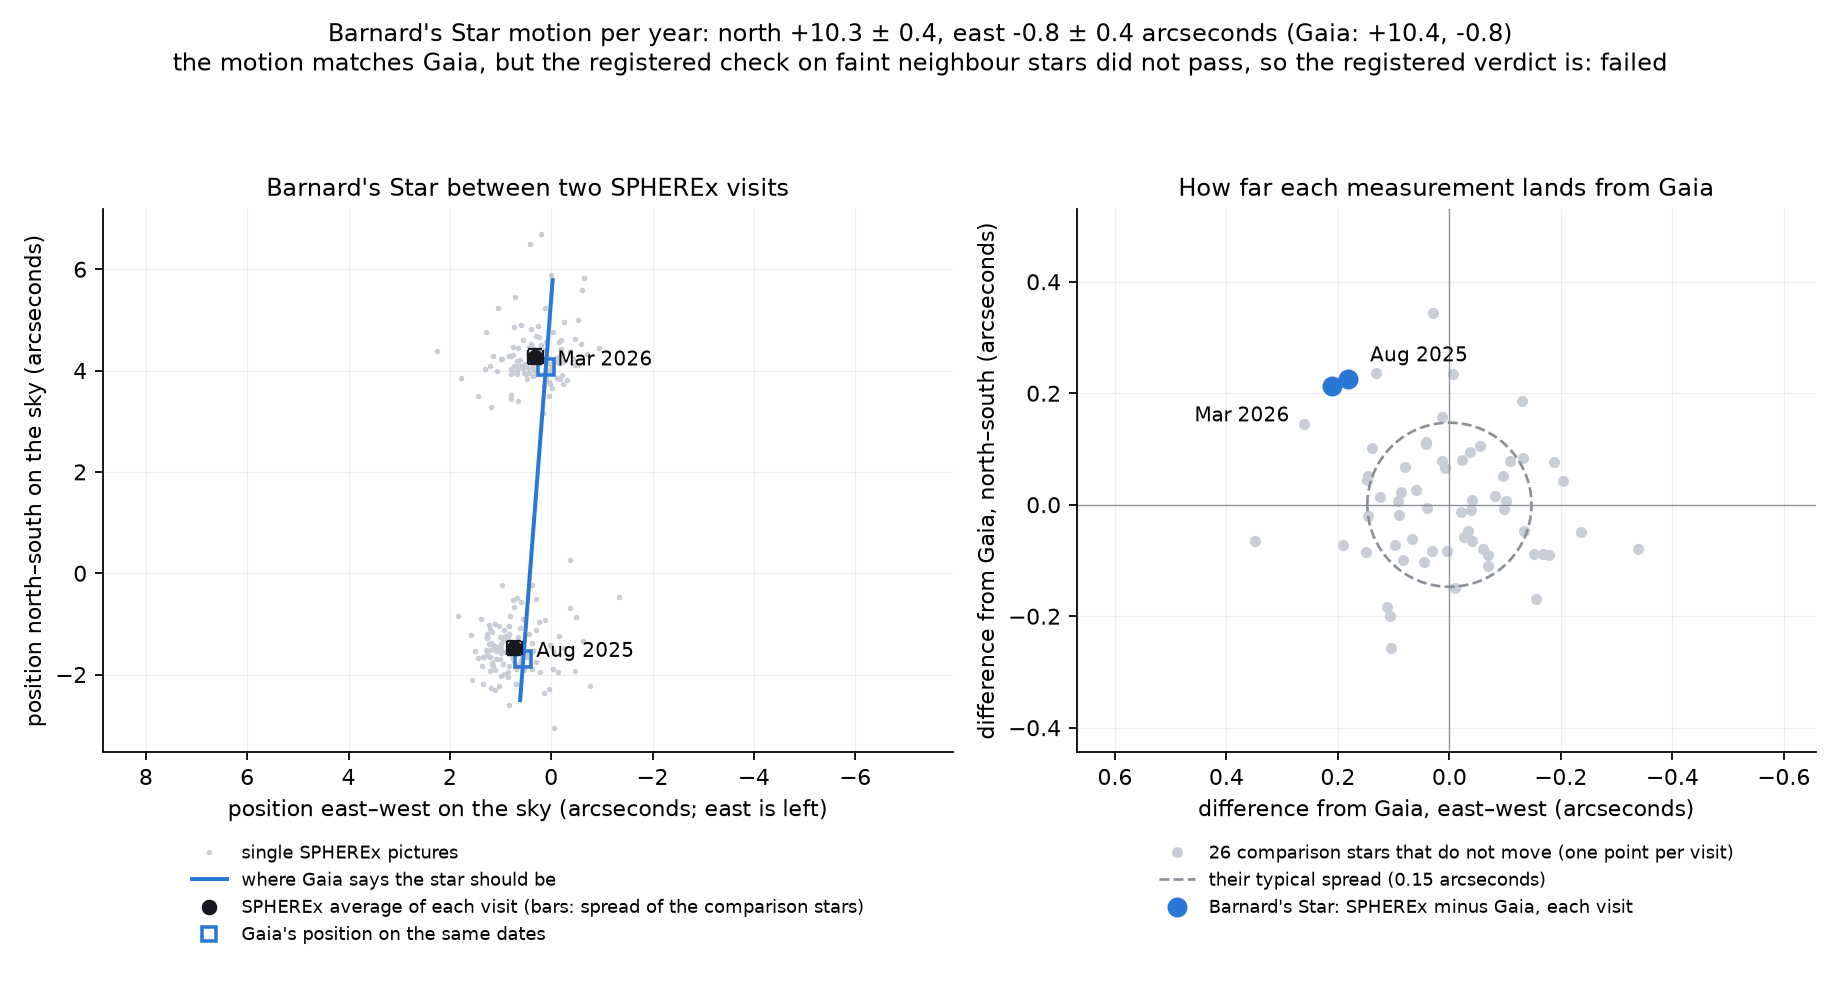 Barnard's Star motion per year: north +10.3 ± 0.4, east -0.8 ± 0.4 arcseconds (Gaia: +10.4, -0.8)
the motion matches Gaia, but the registered check on faint neighbour stars did not pass, so the registered verdict is: failed
Barnard's Star between two SPHEREx visits
position north–south on the sky (arcseconds)
6
4
2
0
−2
Mar 2026
Aug 2025
8
6
4
2
0
−2
−4
−6
position east–west on the sky (arcseconds; east is left)
single SPHEREx pictures
where Gaia says the star should be
SPHEREx average of each visit (bars: spread of the comparison stars)
Gaia's position on the same dates
How far each measurement lands from Gaia
difference from Gaia, north–south (arcseconds)
0.4
0.2
0.0
−0.2
−0.4
Aug 2025
Mar 2026
0.6
0.4
0.2
0.0
−0.2
−0.4
−0.6
difference from Gaia, east–west (arcseconds)
26 comparison stars that do not move (one point per visit)
their typical spread (0.15 arcseconds)
Barnard's Star: SPHEREx minus Gaia, each visit